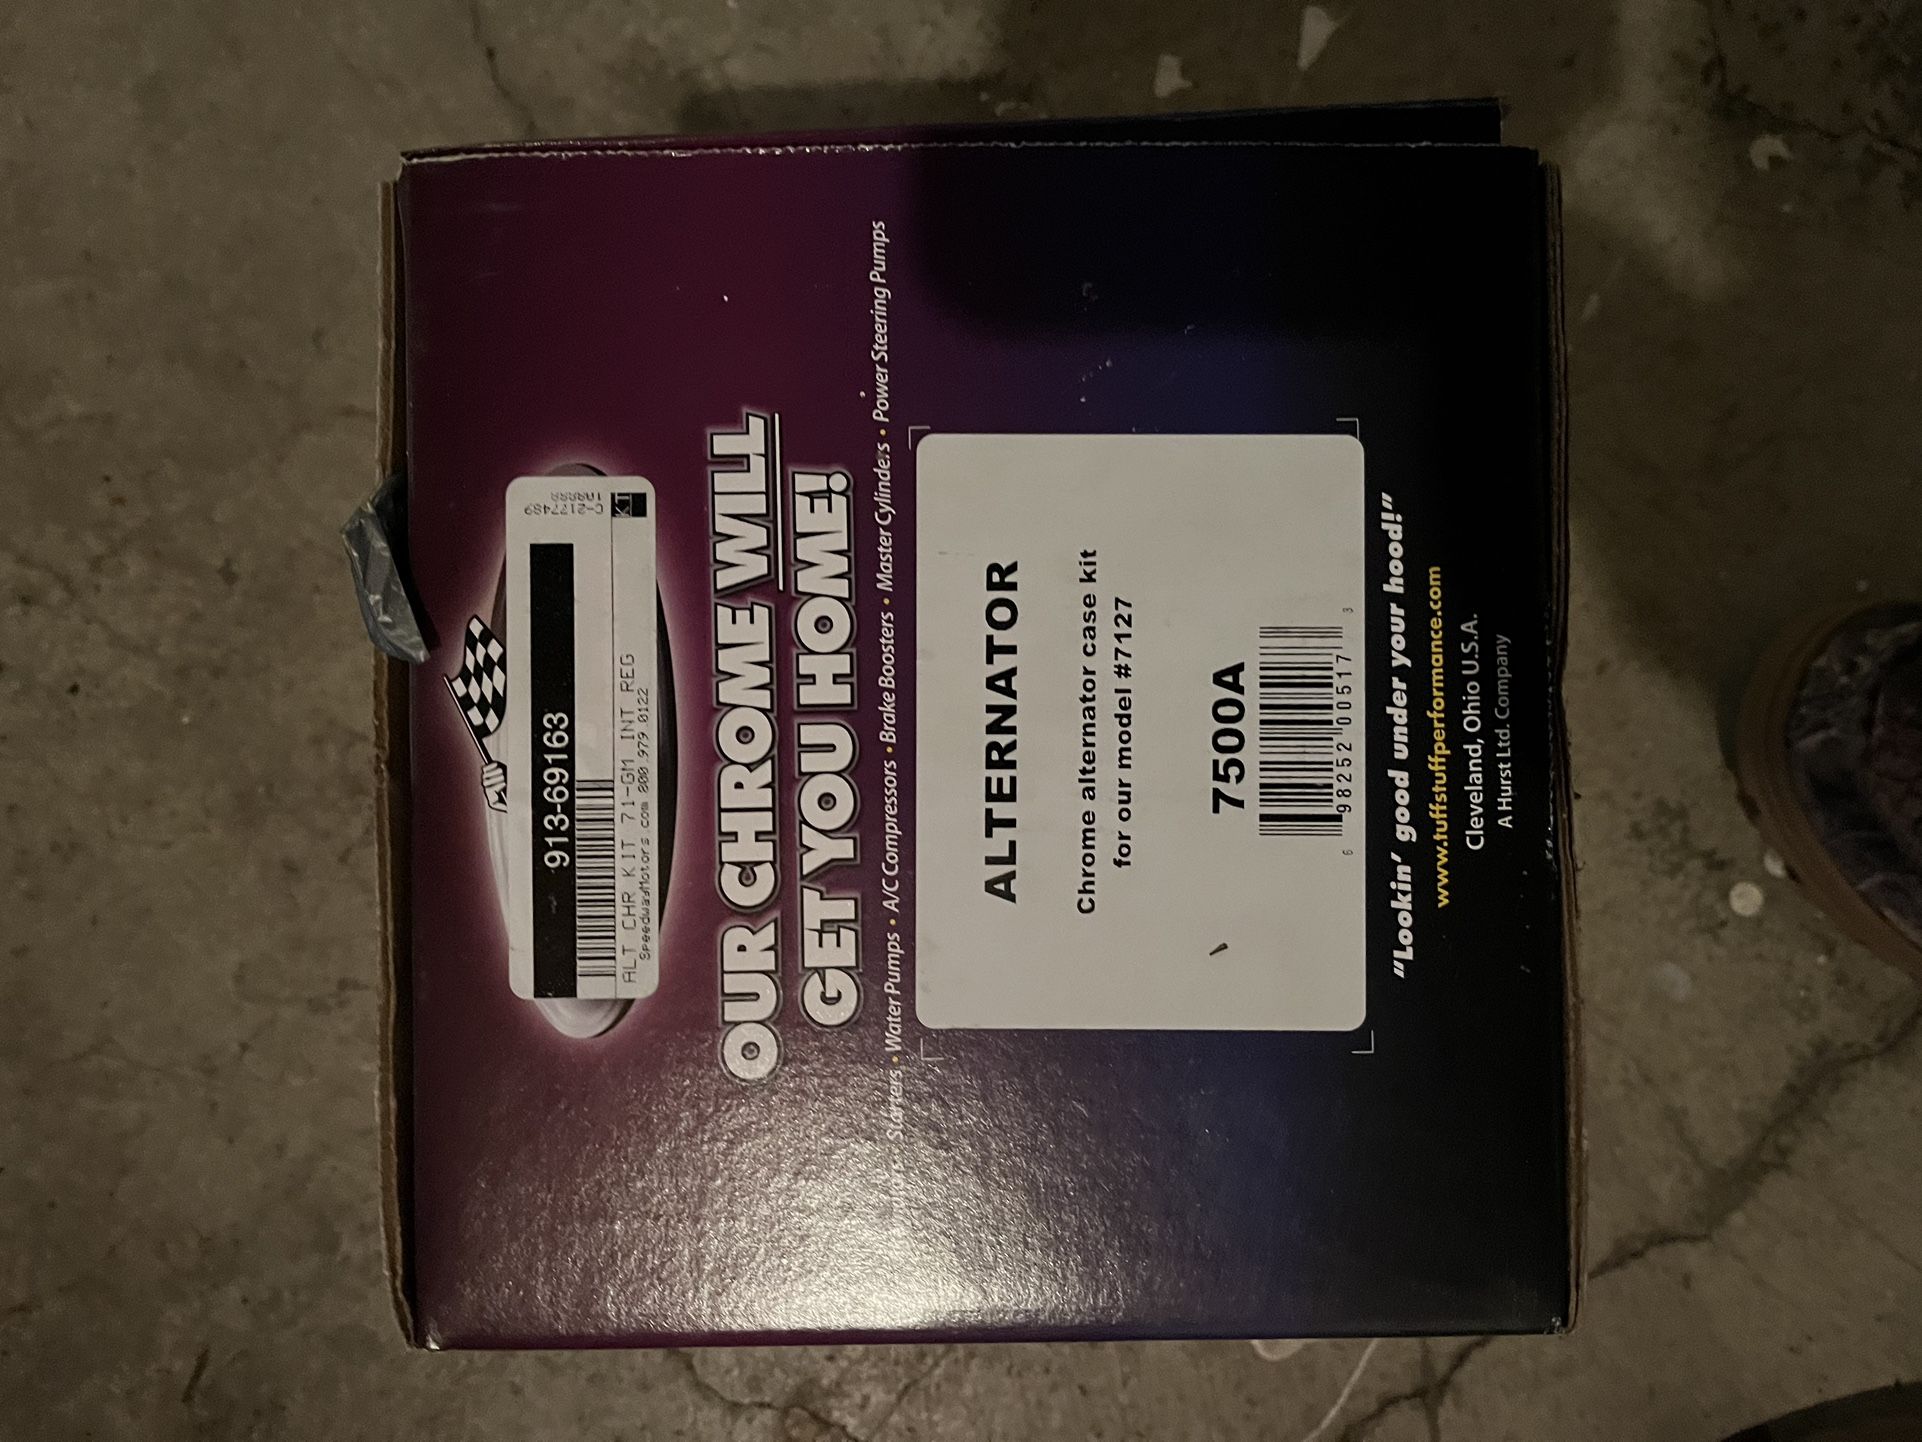 913-69163
ALT CHR KIT 71-GM INT REG
SpeedwayMotors.com 800.979.0122
C-2177489
KT
OUR CHROME WILL
GET YOU HOME!
Starters • Water Pumps • A/C Compressors • Brake Boosters • Master Cylinders • Power Steering Pumps
ALTERNATOR
Chrome alternator case kit
for our model #7127
7500A
6 98252 00517 3
"Lookin' good under your hood!"
www.tuffstuffperformance.com
Cleveland, Ohio U.S.A.
A Hurst Ltd. Company